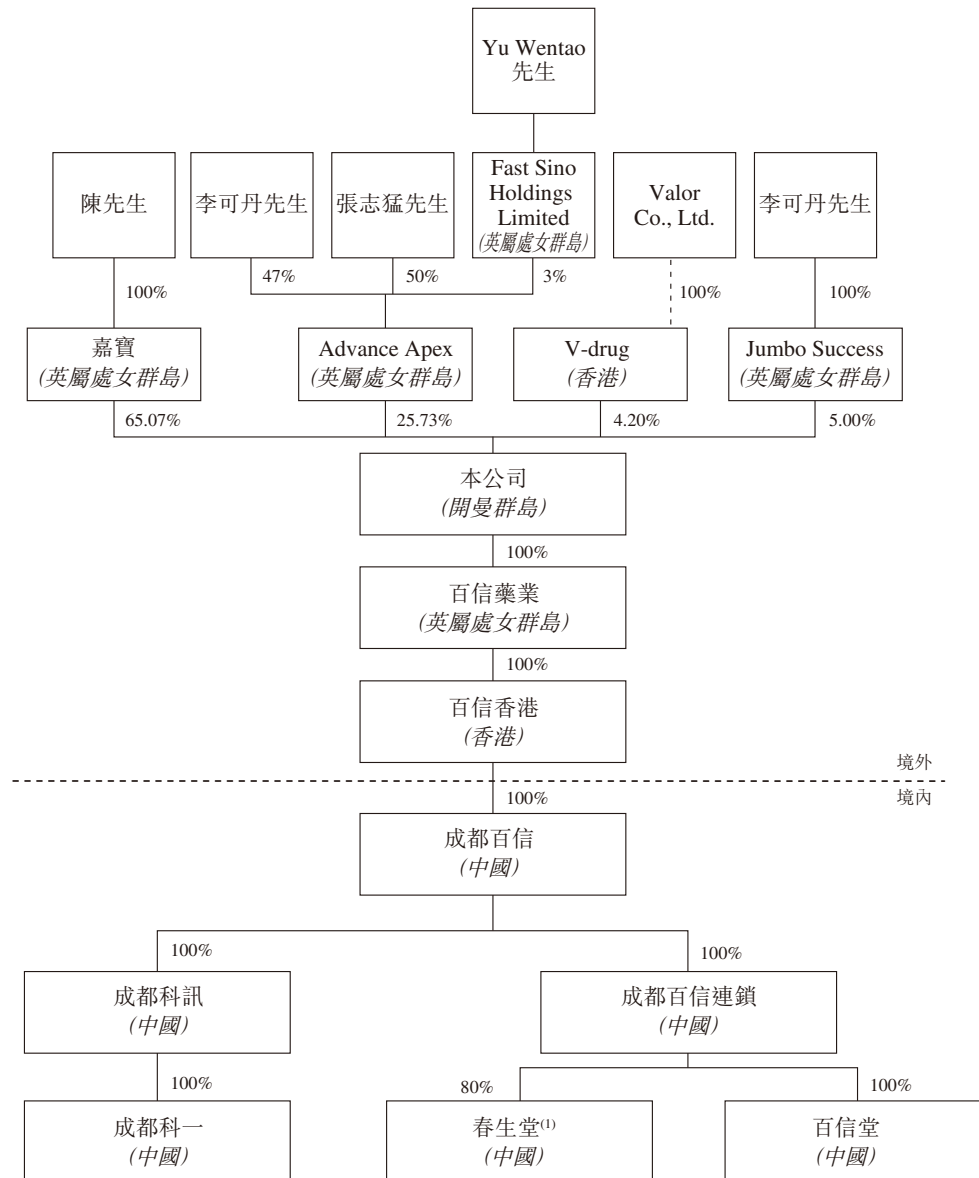 Yu Wentao
先生
陳先生
李可丹先生
張志猛先生
Fast Sino
Holdings
Limited
(英屬處女群島)
Valor
Co., Ltd.
李可丹先生
100%
47%
50%
3%
100%
100%
嘉寶
(英屬處女群島)
Advance Apex
(英屬處女群島)
V-drug
(香港)
Jumbo Success
(英屬處女群島)
65.07%
25.73%
4.20%
5.00%
本公司
(開曼群島)
100%
百信藥業
(英屬處女群島)
100%
百信香港
(香港)
境外
境內
100%
成都百信
(中國)
100%
100%
成都科訊
(中國)
成都百信連鎖
(中國)
100%
80%
100%
成都科一
(中國)
春生堂(1)
(中國)
百信堂
(中國)